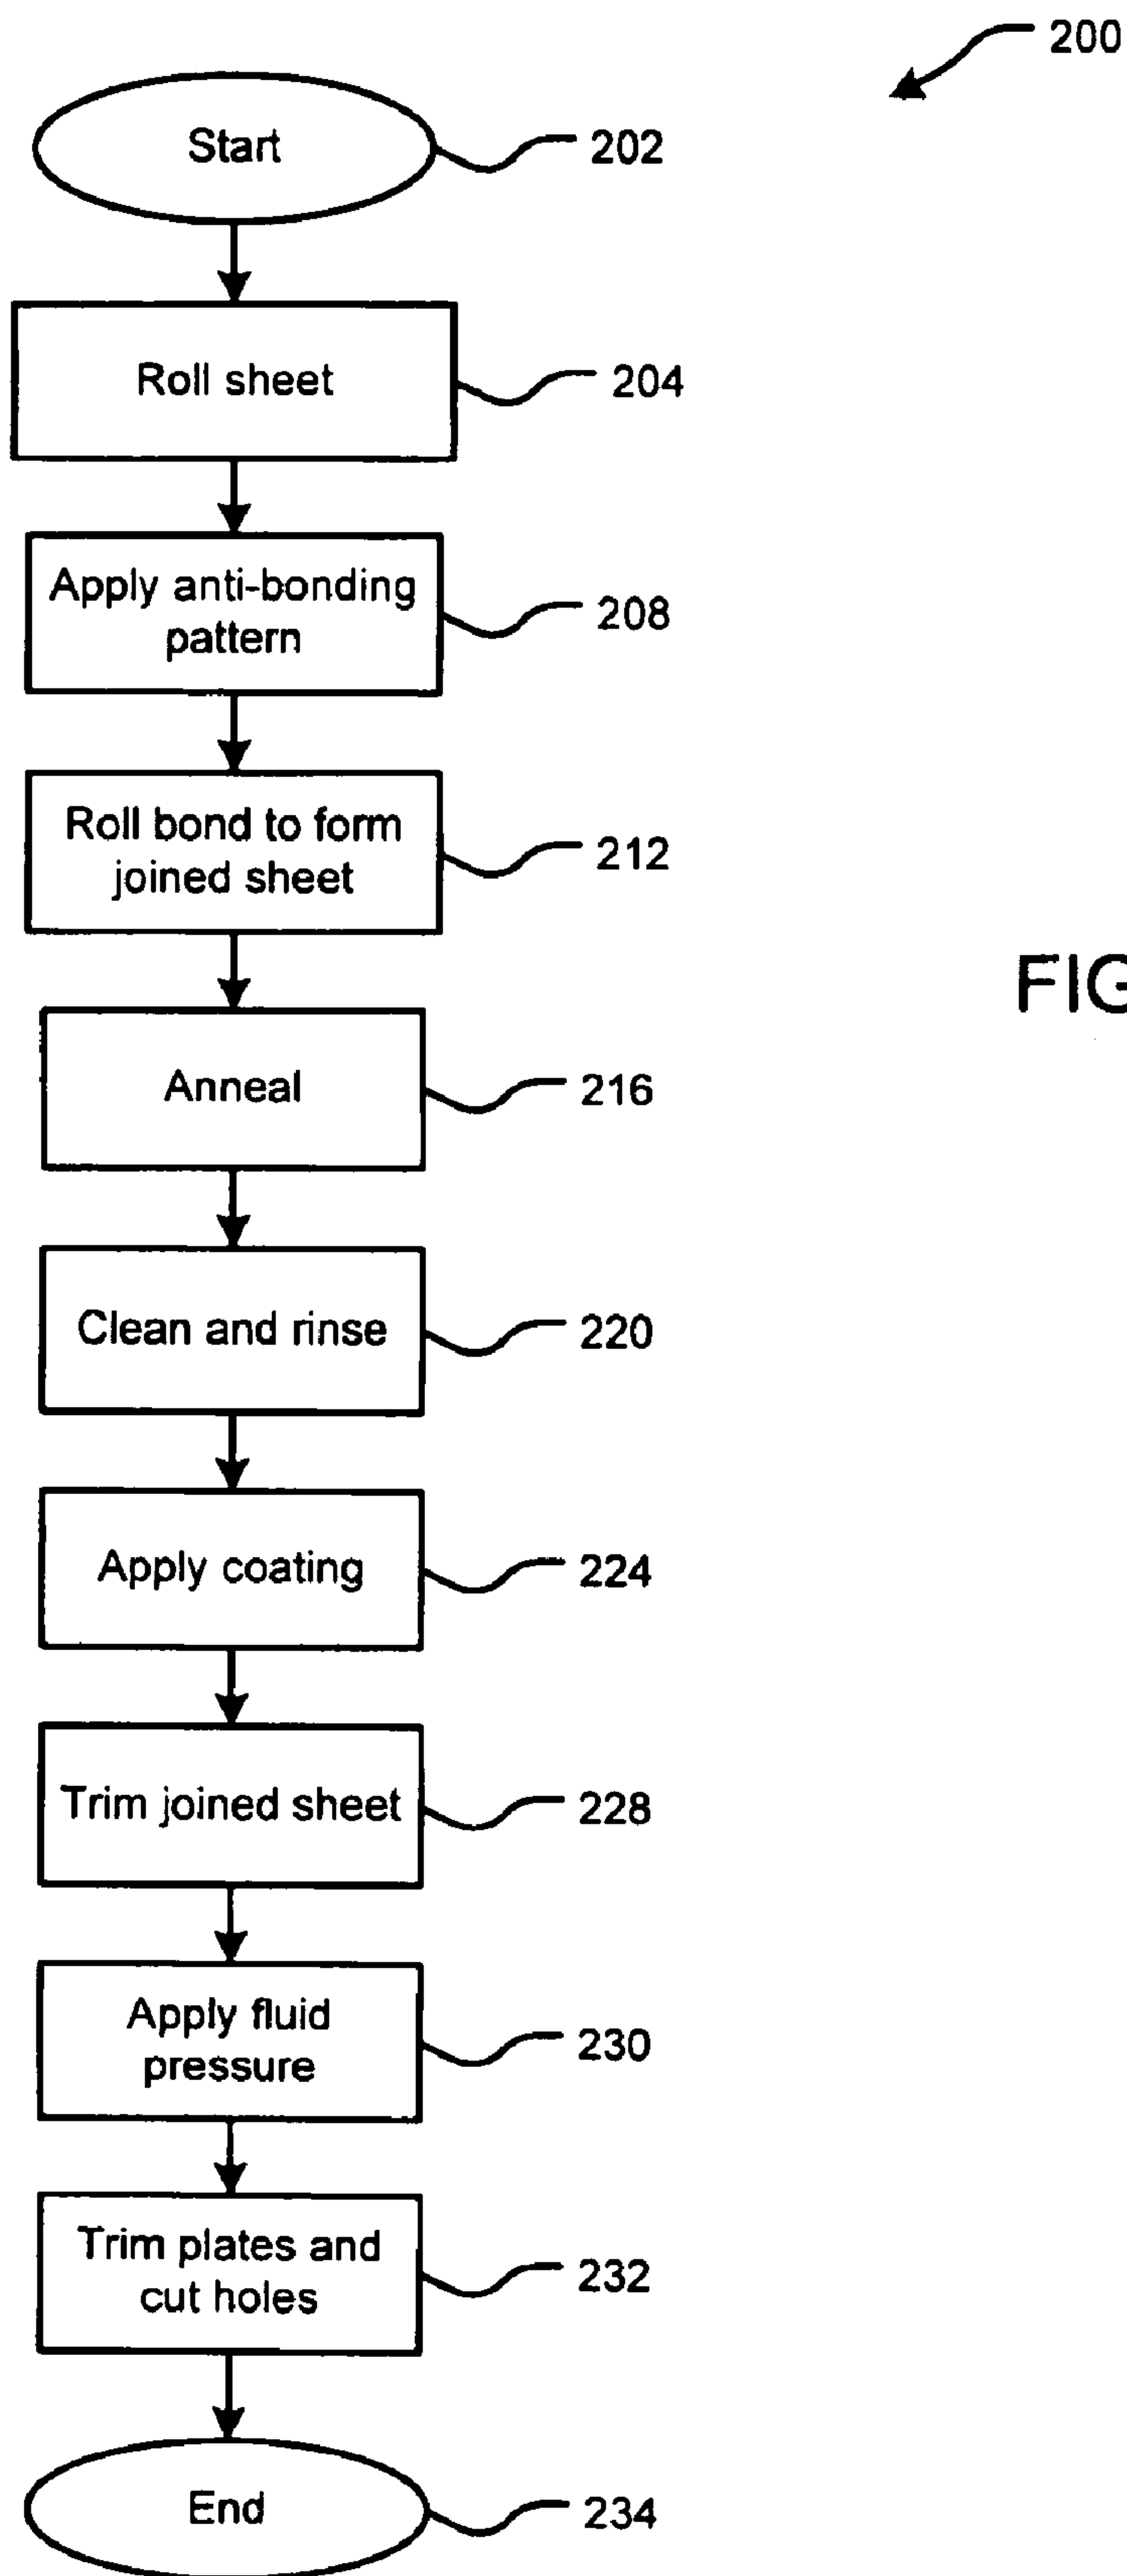 200
Start
202
Roll sheet
204
Apply anti-bonding
pattern
208
Roll bond to form
joined sheet
212
FIG
Anneal
216
Clean and rinse
220
Apply coating
224
Trim joined sheet
228
Apply fluid
pressure
230
Trim plates and
cut holes
232
End
234